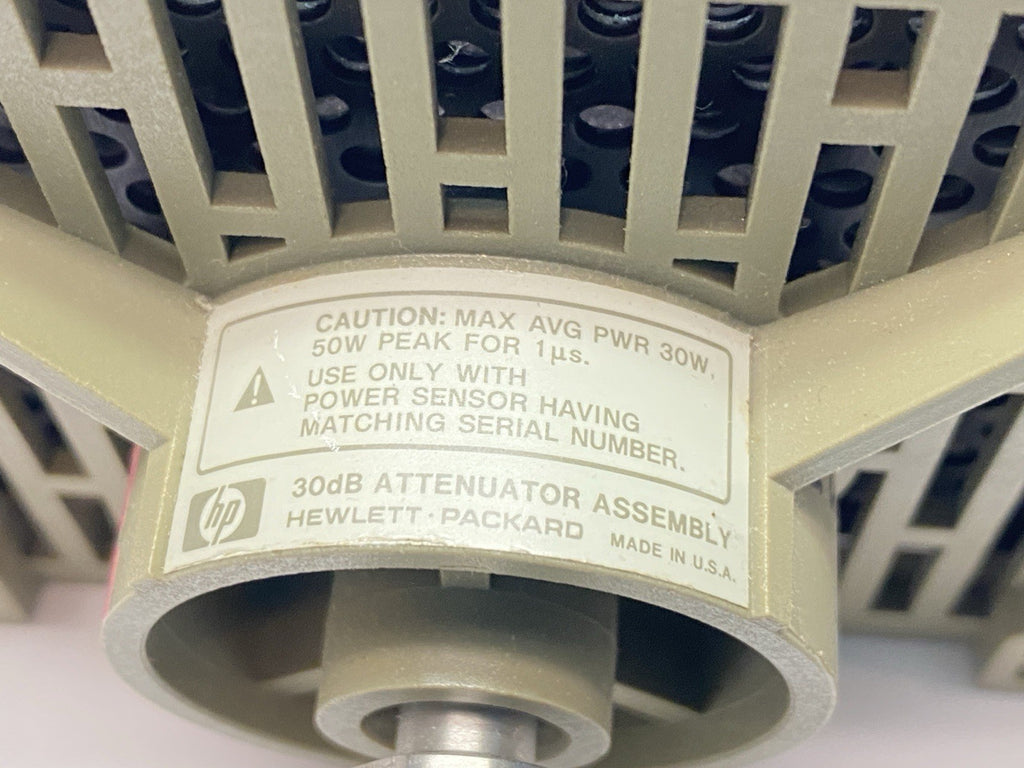 CAUTION: MAX AVG PWR 30W,
50W PEAK FOR 1μs.
USE ONLY WITH
POWER SENSOR HAVING
MATCHING SERIAL NUMBER.
hp
30dB ATTENUATOR ASSEMBLY
HEWLETT·PACKARD
MADE IN U.S.A.